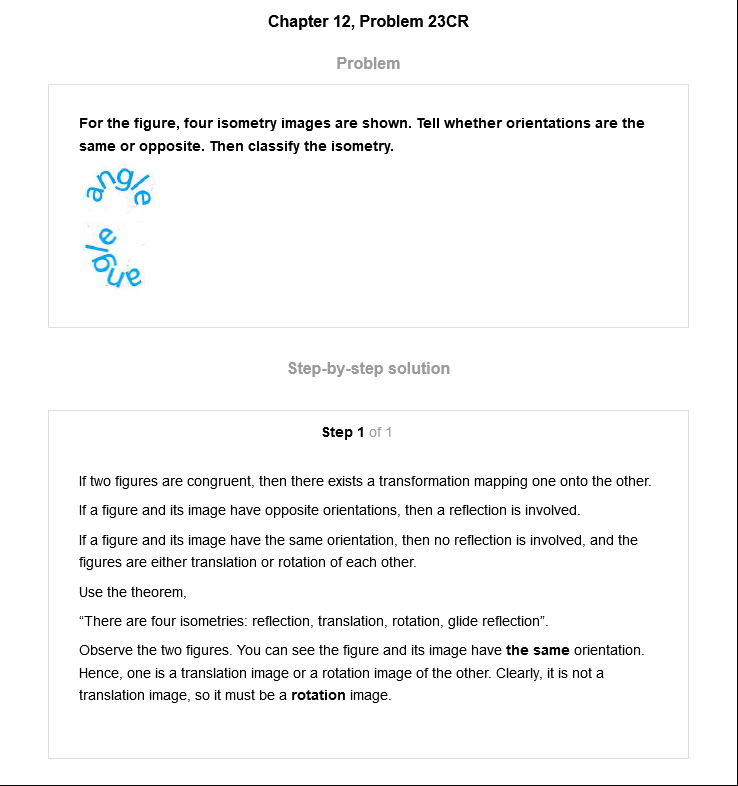 Chapter 12, Problem 23CR
Problem
For the figure, four isometry images are shown. Tell whether orientations are the
same or opposite. Then classify the isometry.
angle
angle
Step-by-step solution
Step 1 of 1
If two figures are congruent, then there exists a transformation mapping one onto the other.
If a figure and its image have opposite orientations, then a reflection is involved.
If a figure and its image have the same orientation, then no reflection is involved, and the
figures are either translation or rotation of each other.
Use the theorem,
“There are four isometries: reflection, translation, rotation, glide reflection”.
Observe the two figures. You can see the figure and its image have the same orientation.
Hence, one is a translation image or a rotation image of the other. Clearly, it is not a
translation image, so it must be a rotation image.